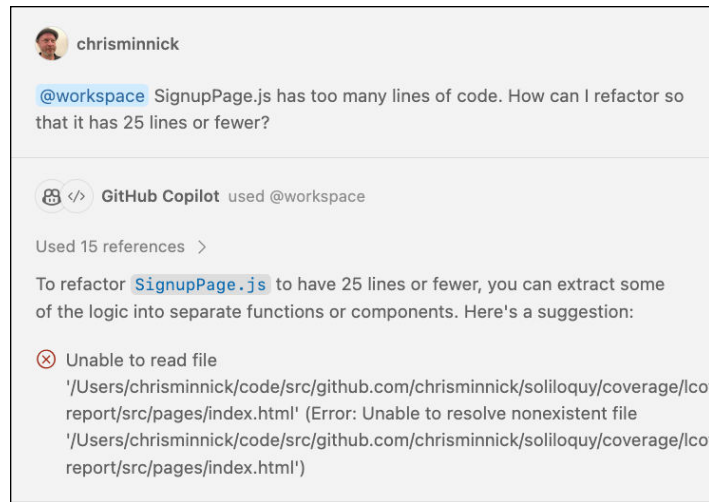 chrisminnick
@workspace SignupPage.js has too many lines of code. How can I refactor so
that it has 25 lines or fewer?
GitHub Copilot used @workspace
Used 15 references >
To refactor SignupPage.js to have 25 lines or fewer, you can extract some
of the logic into separate functions or components. Here's a suggestion:
Unable to read file
'/Users/chrisminnick/code/src/github.com/chrisminnick/soliloquy/coverage/lco
report/src/pages/index.html' (Error: Unable to resolve nonexistent file
'/Users/chrisminnick/code/src/github.com/chrisminnick/soliloquy/coverage/lco
report/src/pages/index.html')